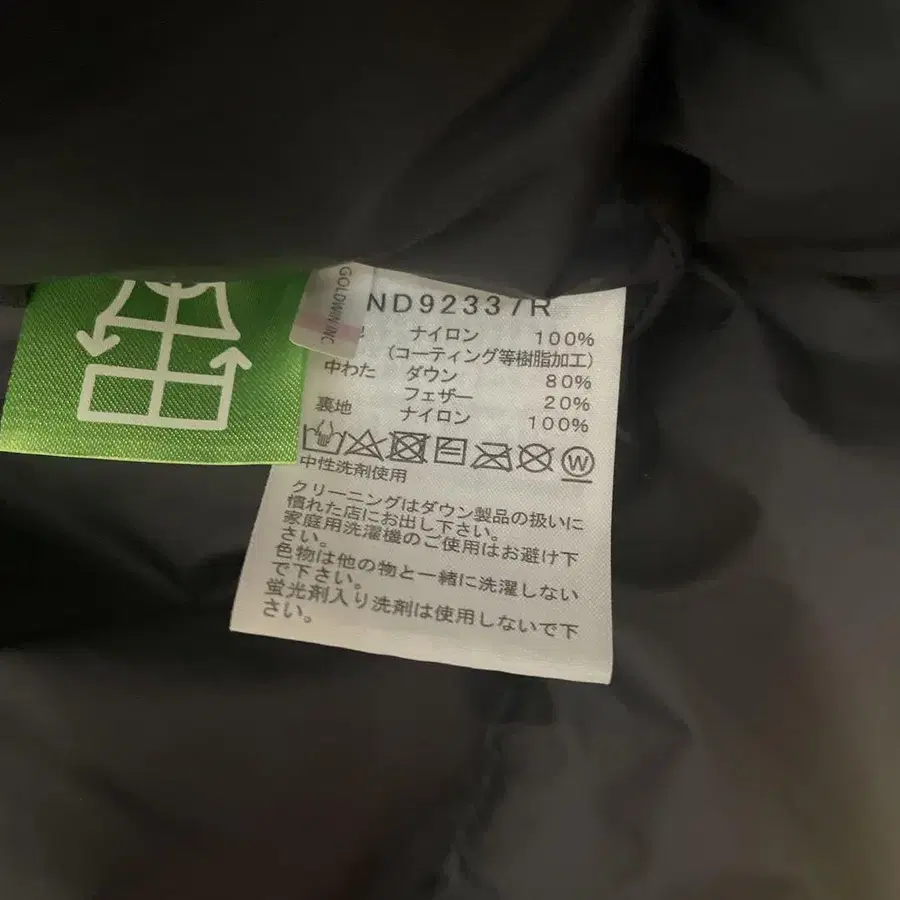 GOLDWIN INC
ND92337R
ナイロン 100%
(コーティング等樹脂加工)
中わた ダウン 80%
フェザー 20%
裏地 ナイロン 100%
W
中性洗剤使用
クリーニングはダウン製品の扱いに
慣れた店にお出し下さい。
家庭用洗濯機のご使用はお避け下
さい。
色物は他の物と一緒に洗濯しない
で下さい。
蛍光剤入り洗剤は使用しないで下
さい。